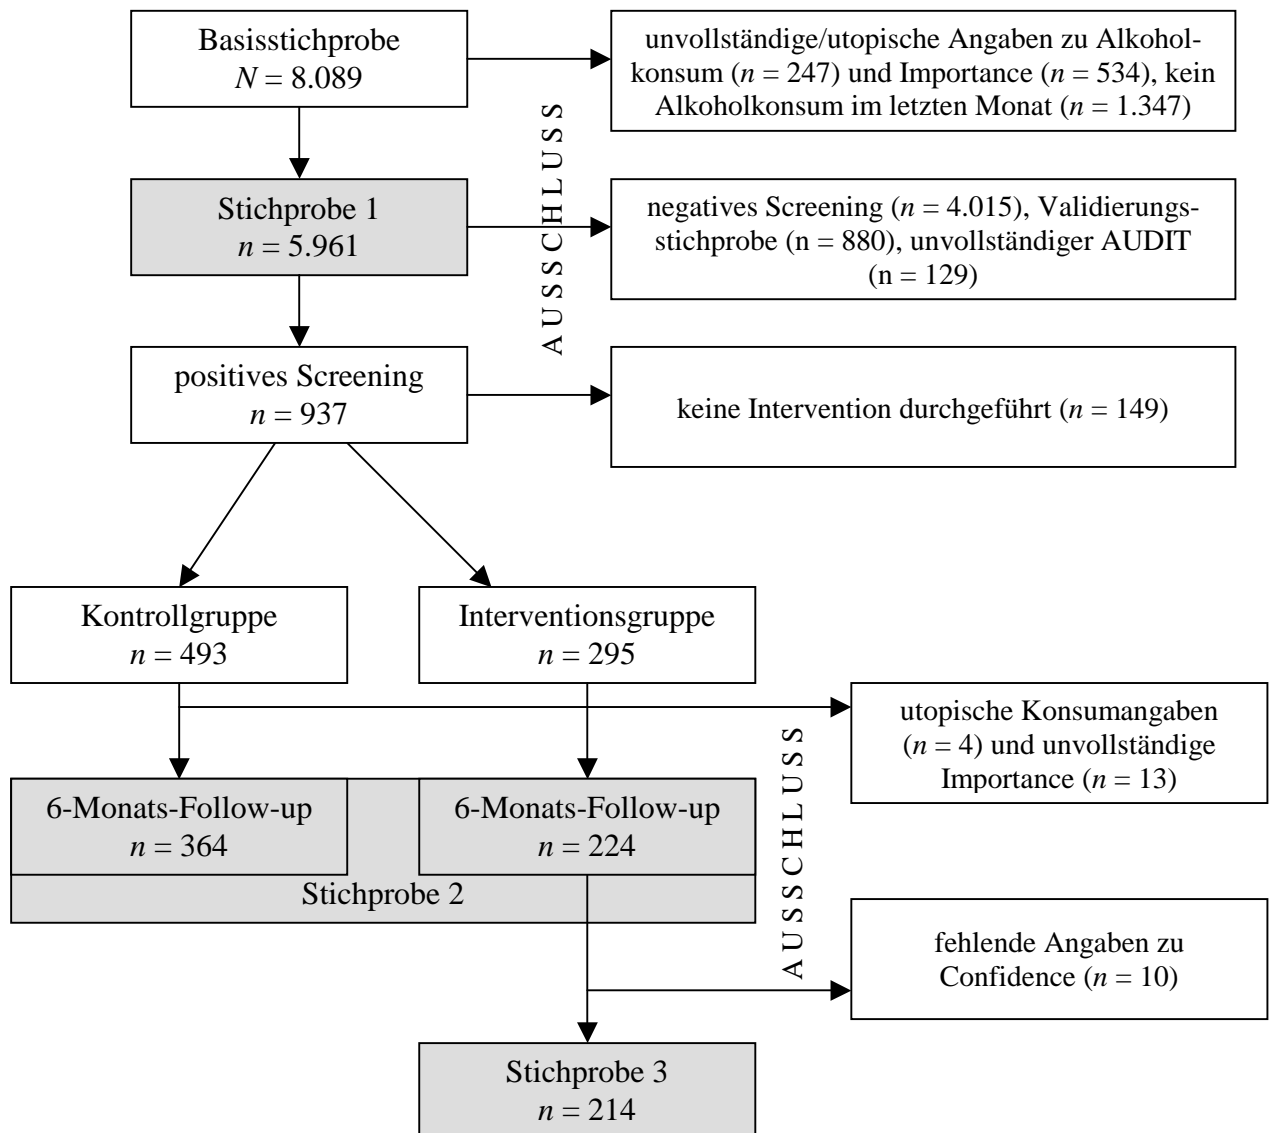 Basisstichprobe
N = 8.089
unvollständige/utopische Angaben zu Alkohol-
konsum (n = 247) und Importance (n = 534), kein
Alkoholkonsum im letzten Monat (n = 1.347)
AUSSCHLUSS
Stichprobe 1
n = 5.961
negatives Screening (n = 4.015), Validierungs-
stichprobe (n = 880), unvollständiger AUDIT
(n = 129)
positives Screening
n = 937
keine Intervention durchgeführt (n = 149)
Kontrollgruppe
n = 493
Interventionsgruppe
n = 295
utopische Konsumangaben
(n = 4) und unvollständige
Importance (n = 13)
AUSSCHLUSS
6-Monats-Follow-up
n = 364
6-Monats-Follow-up
n = 224
Stichprobe 2
fehlende Angaben zu
Confidence (n = 10)
Stichprobe 3
n = 214